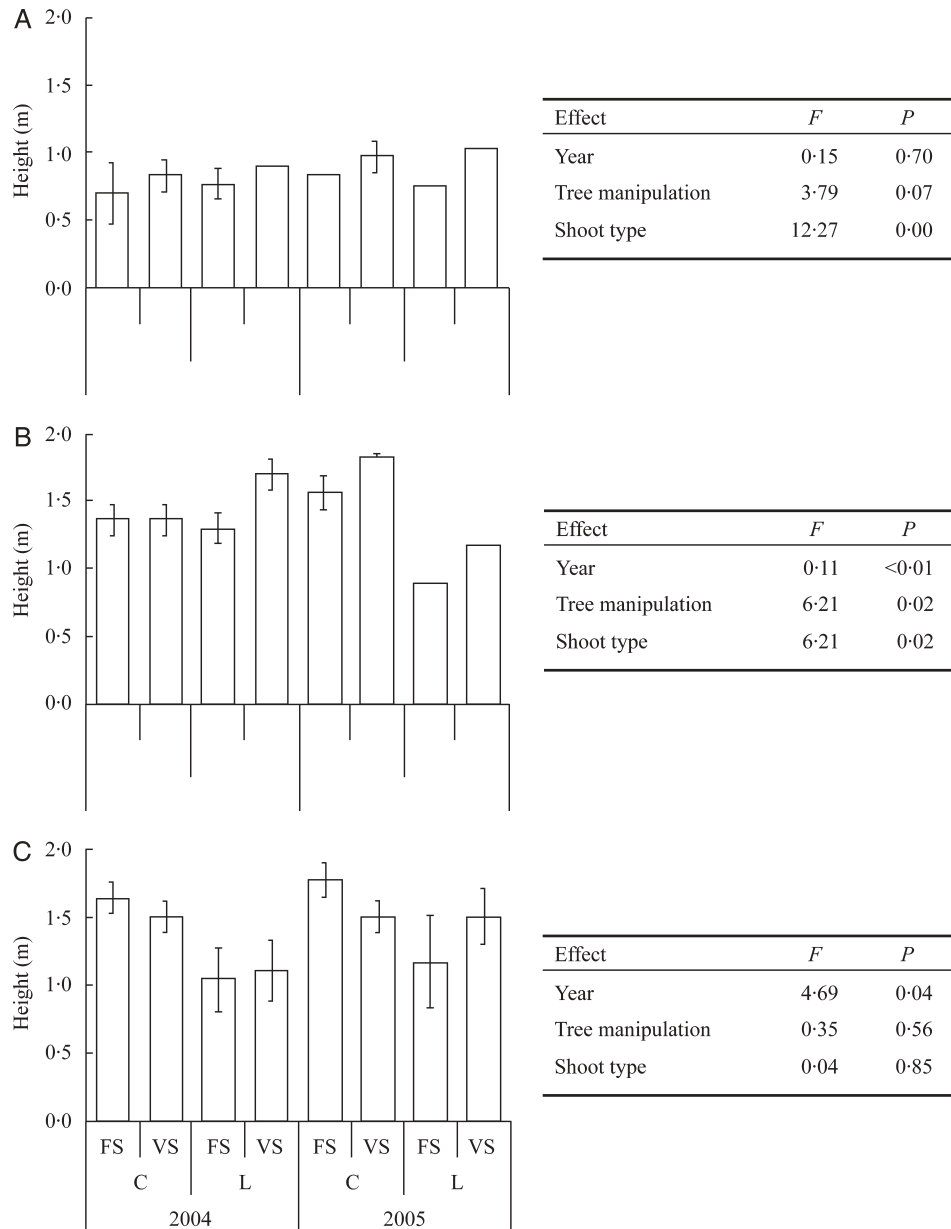 A
2·0
1·5
1·0
0·5
0·0
Height (m)
Effect F P
Year 0·15 0·70
Tree manipulation 3·79 0·07
Shoot type 12·27 0·00
B
2·0
1·5
1·0
0·5
0·0
Height (m)
Effect F P
Year 0·11 <0·01
Tree manipulation 6·21 0·02
Shoot type 6·21 0·02
C
2·0
1·5
1·0
0·5
0·0
Height (m)
FS VS FS VS FS VS FS VS
C L C L
2004 2005
Effect F P
Year 4·69 0·04
Tree manipulation 0·35 0·56
Shoot type 0·04 0·85